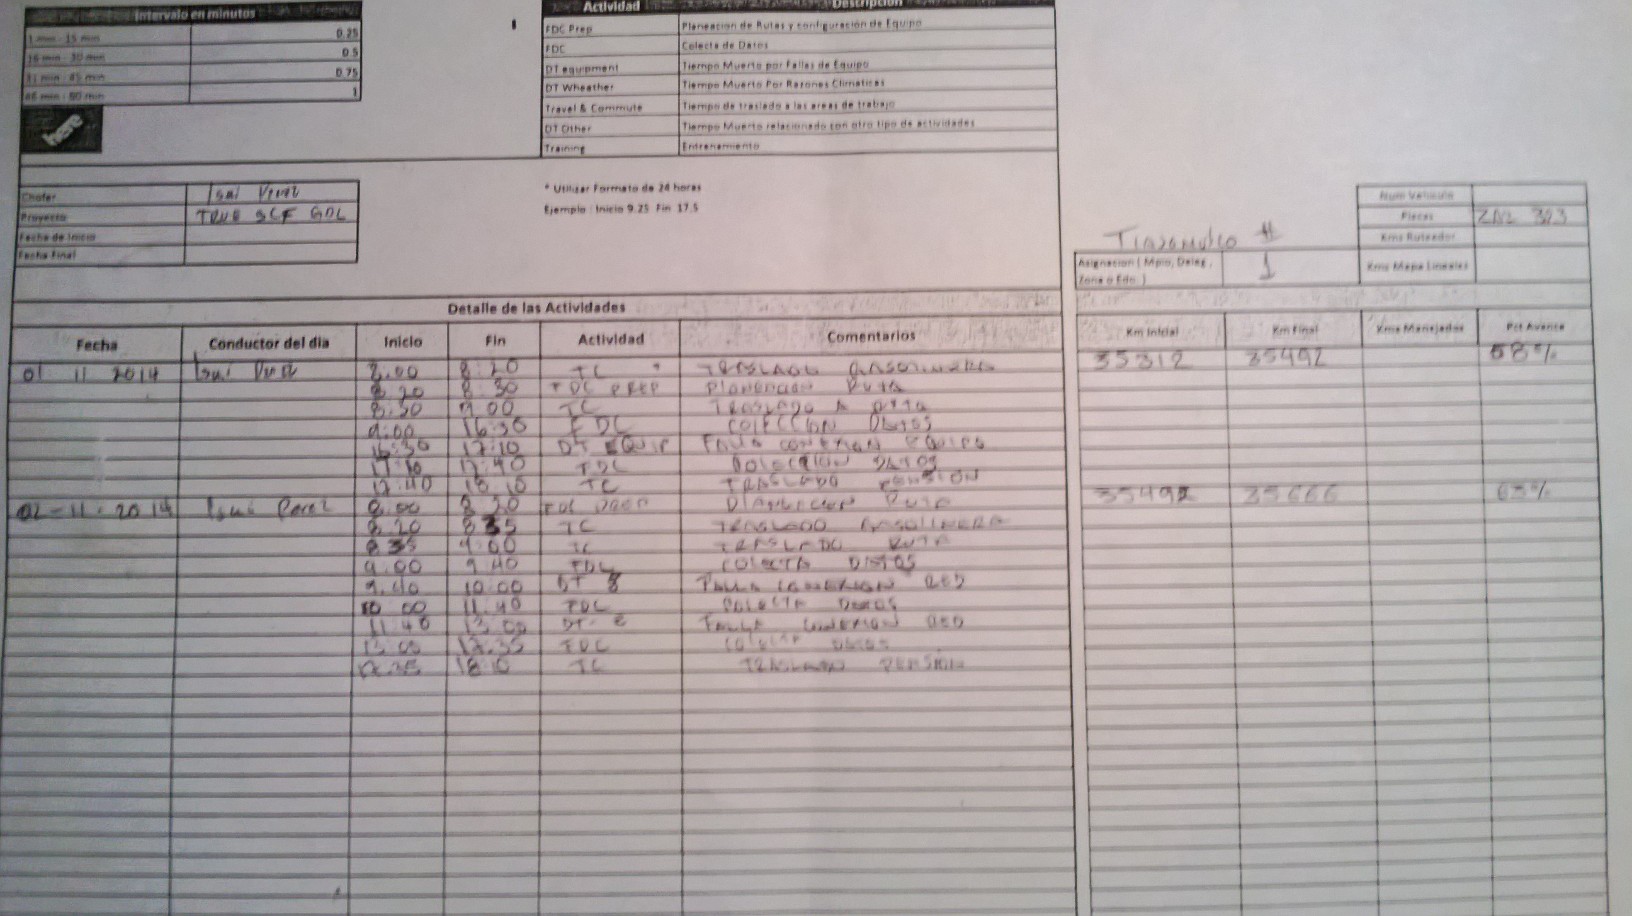 Intervalo en minutos
1 min - 15 min 0.25
16 min - 30 min 0.5
31 min - 45 min 0.75
46 min - 60 min 1
here
Actividad Descripción
FDC Prep Planeacion de Rutas y configuración de Equipo
FDC Colecta de Datos
DT equipment Tiempo Muerto por Fallas de Equipo
DT Wheather Tiempo Muerto Por Razones Climaticas
Travel & Commute Tiempo de traslado a las areas de trabajo
DT Other Tiempo Muerto relacionado con otro tipo de actividades
Training Entrenamiento
* Utilizar Formato de 24 horas
Ejemplo : Inicio 9.25 Fin 17.5
Chofer Isai Perez
Proyecto TRUE SCF GDL
Fecha de Inicio
Fecha Final
Num Vehiculo
Placas 323
Kms Ruteador
Kms Mapa Lineales
#
Asignacion ( Mpio, Deleg, Zona o Edo. ) 1
Detalle de las Actividades
Fecha Conductor del dia Inicio Fin Actividad Comentarios Km Inicial Km Final Kms Manejados Pct Avance
01 11 2014 Isai Perez 8:00 8:20 TC TRASLADO GASOLINERA 35312 35492 58%
8:20 8:30 FDC PREP PLANEACION RUTA
8:30 9:00 TC TRASLADO A RUTA
9:00 16:30 FDC COLECCION DATOS
16:30 17:10 DT EQUIP FALLA CONEXION EQUIPO
17:10 17:40 FDC COLECCION DATOS
17:40 18:10 TC TRASLADO PENSION
02-11-2014 Isai Perez 8:00 8:20 FDC PREP PLANEACION RUTA 35492 35666 63%
8:20 8:35 TC TRASLADO GASOLINERA
8:35 9:00 TC TRASLADO RUTA
9:00 9:40 FDC COLECTA DATOS
9:40 10:00 DT E FALLA CONEXION RED
10:00 11:40 FDC COLECTA DATOS
11:40 13:00 DT-E FALLA CONEXION RED
13:00 17:35 FDC COLECTA DATOS
17:35 18:10 TC TRASLADO PENSION